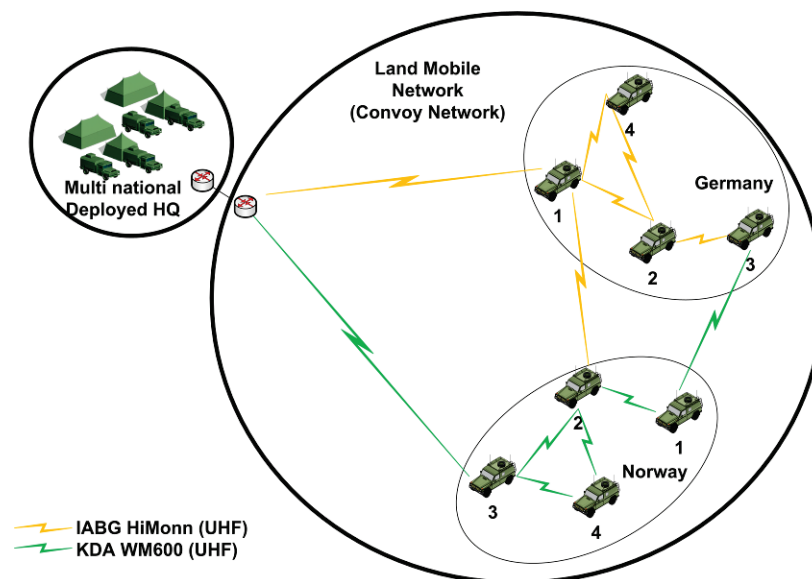 Land Mobile
Network
(Convoy Network)
Multi national
Deployed HQ
4
Germany
1
2
3
2
1
Norway
3
4
IABG HiMonn (UHF)
KDA WM600 (UHF)